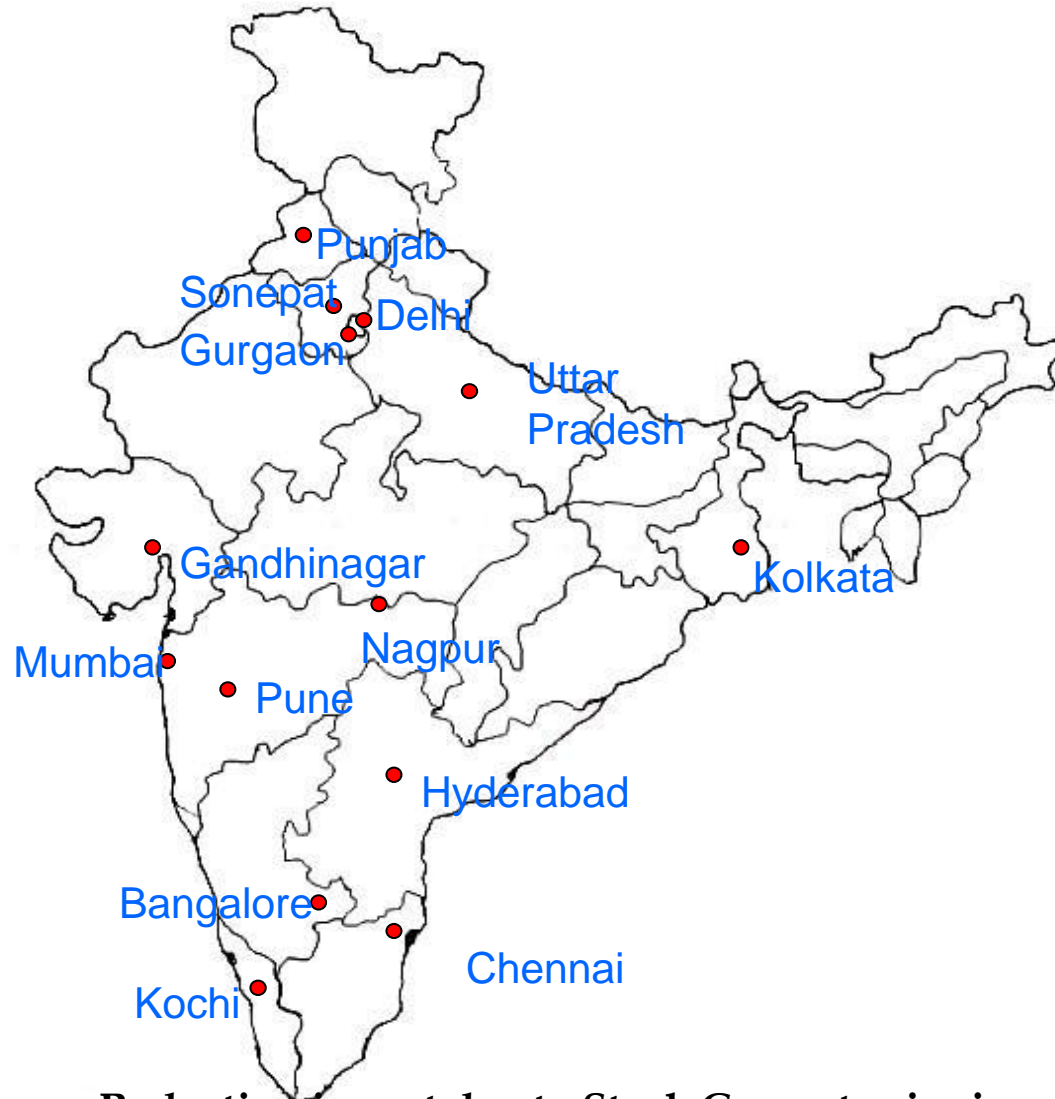 Punjab
Sonepat
Delhi
Gurgaon
Uttar
Pradesh
Gandhinagar
Kolkata
Nagpur
Mumbai
Pune
Hyderabad
Bangalore
Chennai
Kochi